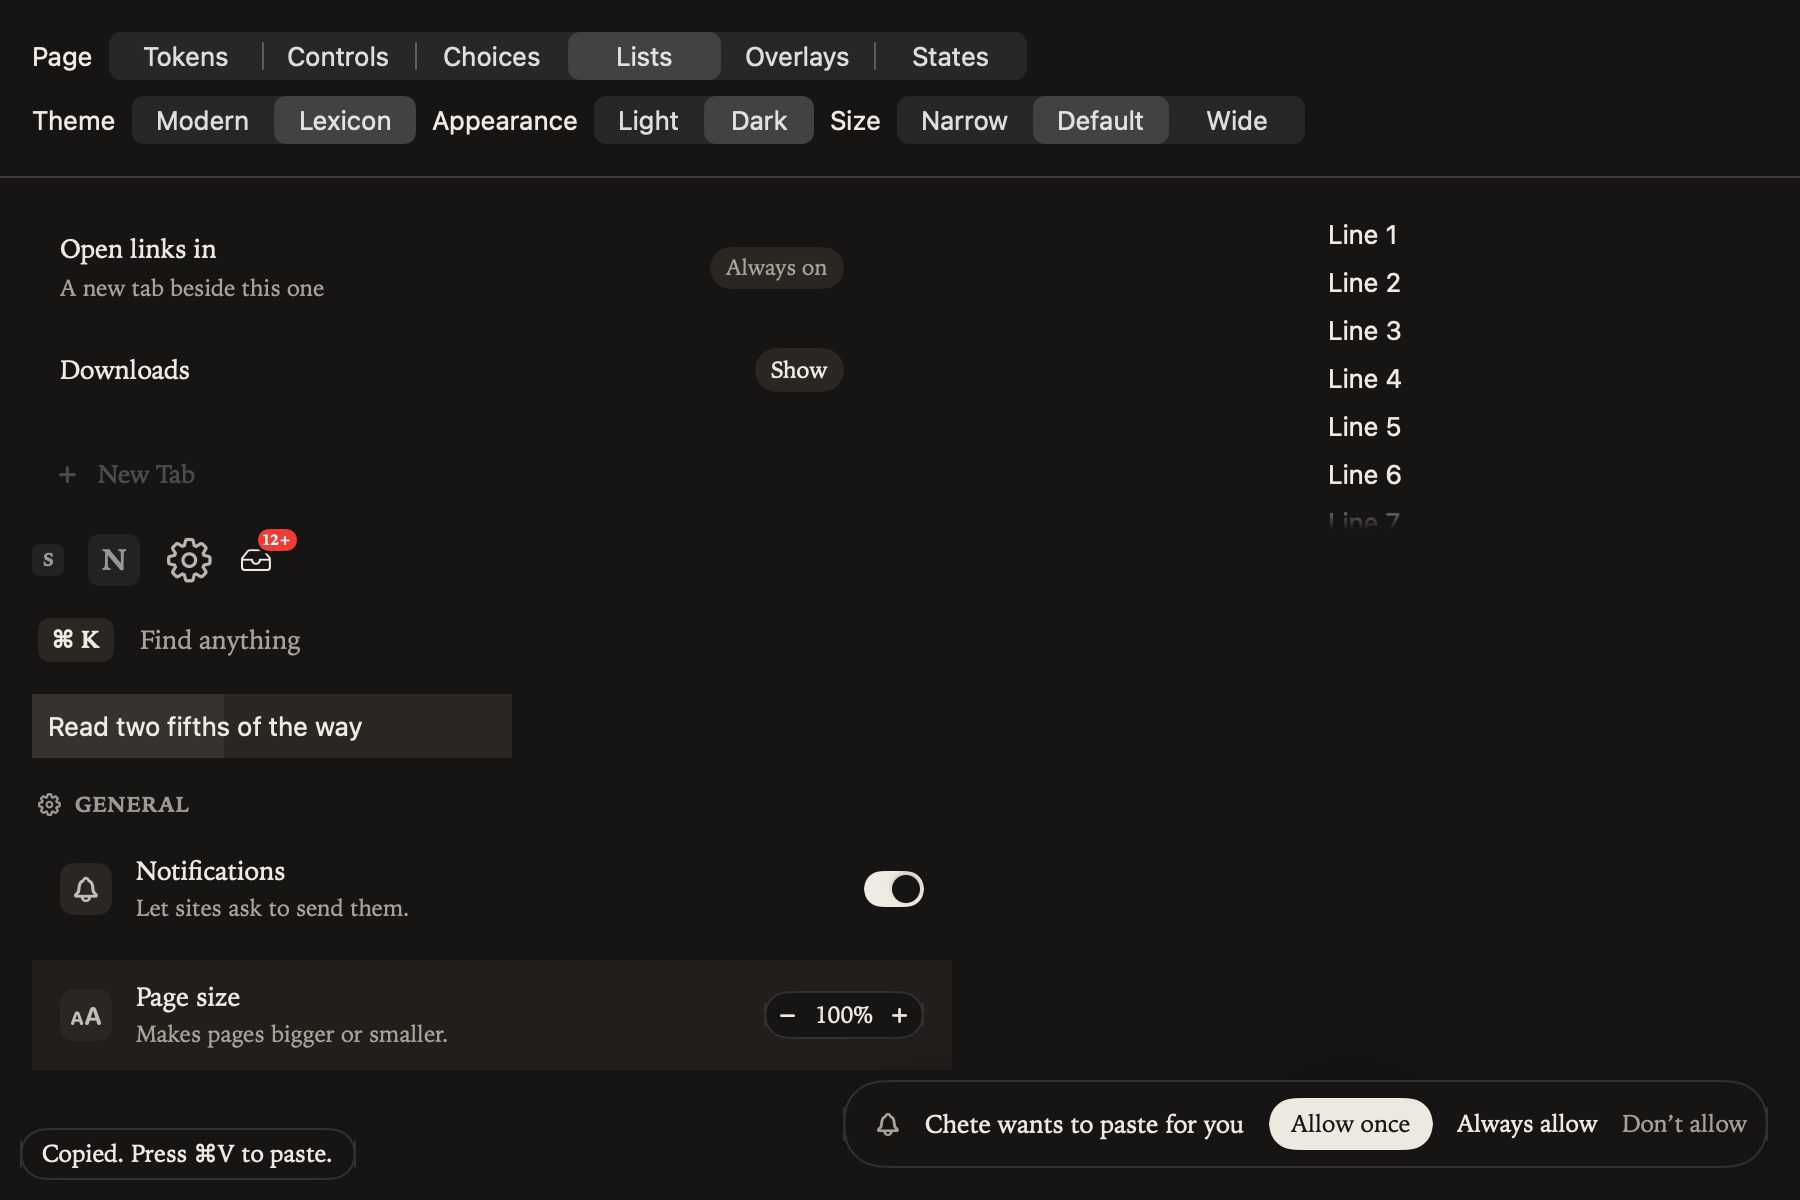 Page Tokens Controls Choices Lists Overlays States
Theme Modern Lexicon Appearance Light Dark Size Narrow Default Wide
Open links in
A new tab beside this one
Always on
Downloads
Show
+ New Tab
S N 12+
⌘ K Find anything
Read two fifths of the way
GENERAL
Notifications
Let sites ask to send them.
AA
Page size
Makes pages bigger or smaller.
− 100% +
Line 1
Line 2
Line 3
Line 4
Line 5
Line 6
Line 7
Chete wants to paste for you Allow once Always allow Don’t allow
Copied. Press ⌘V to paste.